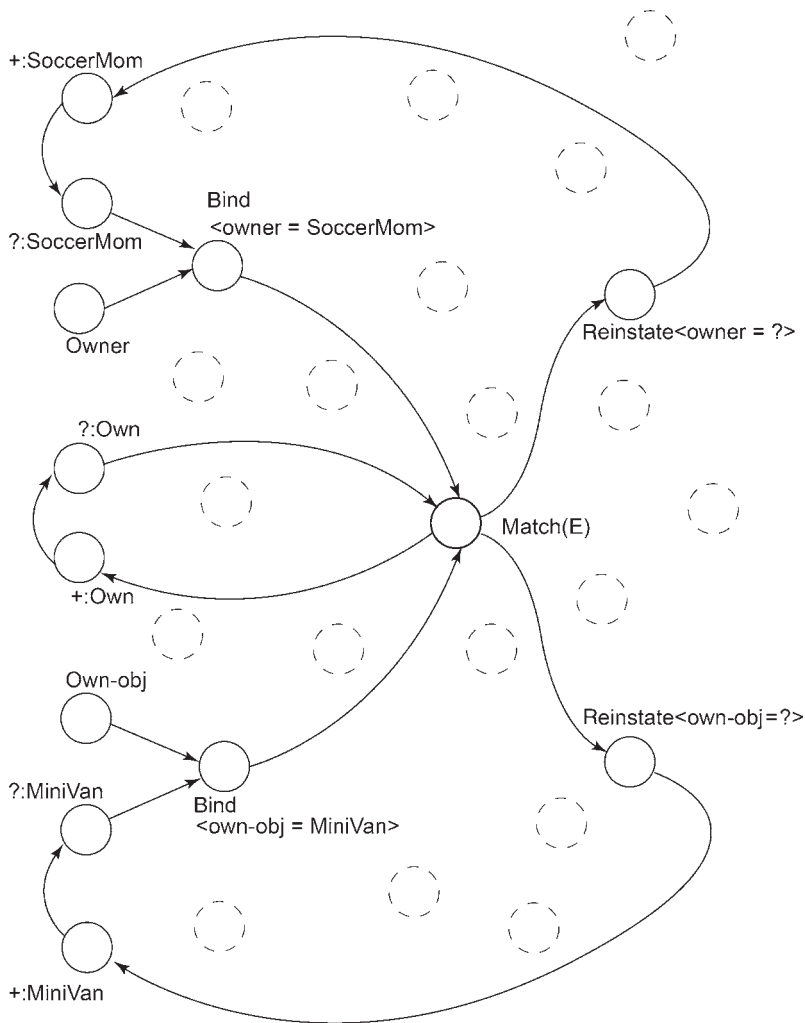 +:SoccerMom
Bind
<owner = SoccerMom>
?:SoccerMom
Owner
Reinstate<owner = ?>
?:Own
Match(E)
+:Own
Own-obj
Reinstate<own-obj=?>
?:MiniVan
Bind
<own-obj = MiniVan>
+:MiniVan